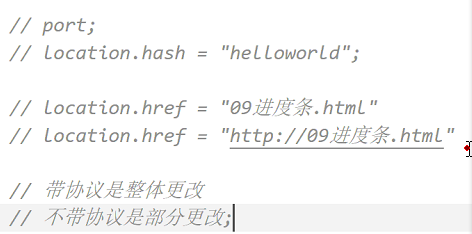 // port;
// location.hash = "helloworld";
// location.href = "09进度条.html"
// location.href = "http://09进度条.html"
// 带协议是整体更改
// 不带协议是部分更改;